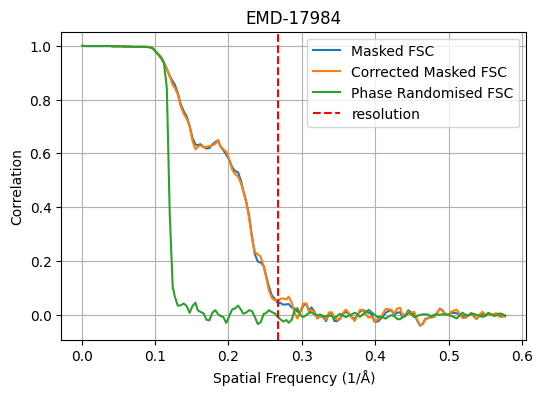 EMD-17984
Masked FSC
Corrected Masked FSC
Phase Randomised FSC
resolution
Correlation
1.0
0.8
0.6
0.4
0.2
0.0
0.0 0.1 0.2 0.3 0.4 0.5 0.6
Spatial Frequency (1/Å)